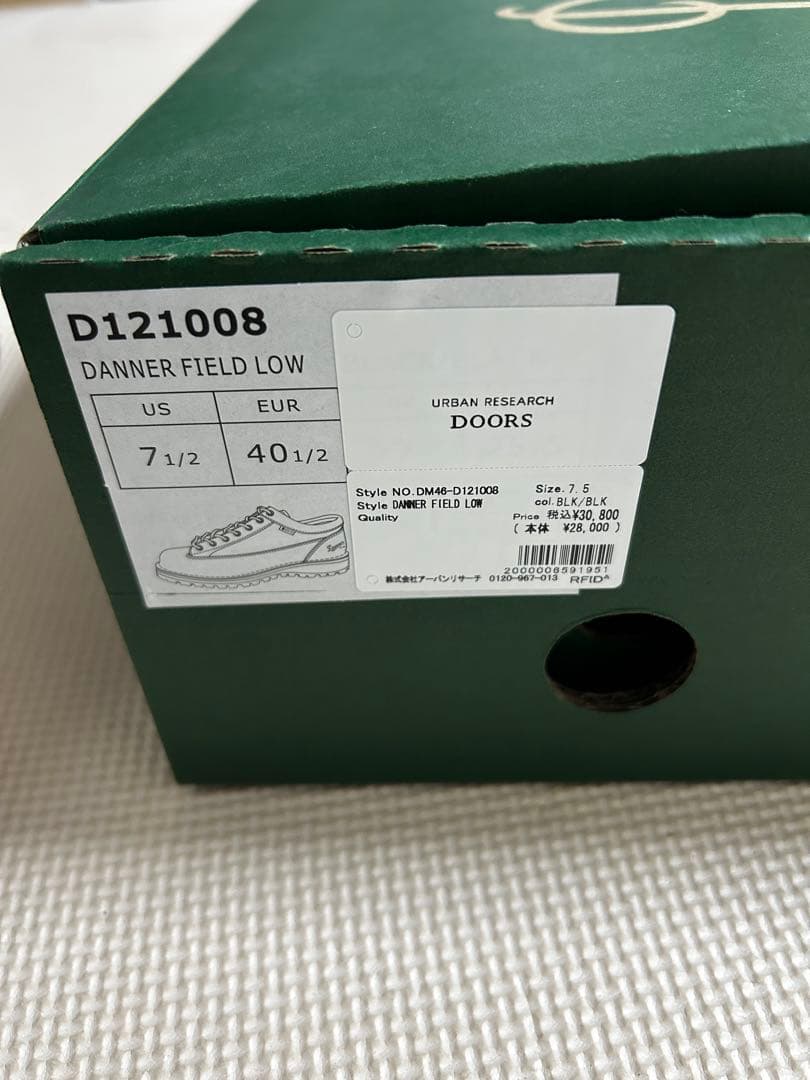 D121008
DANNER FIELD LOW
US EUR
7 1/2 40 1/2
URBAN RESEARCH
DOORS
Style NO.DM46-D121008 Size.7.5
Style DANNER FIELD LOW col.BLK/BLK
Quality Price 税込¥30,800
( 本体 ¥28,000 )
2000008591951
株式会社アーバンリサーチ 0120-967-013 RFID